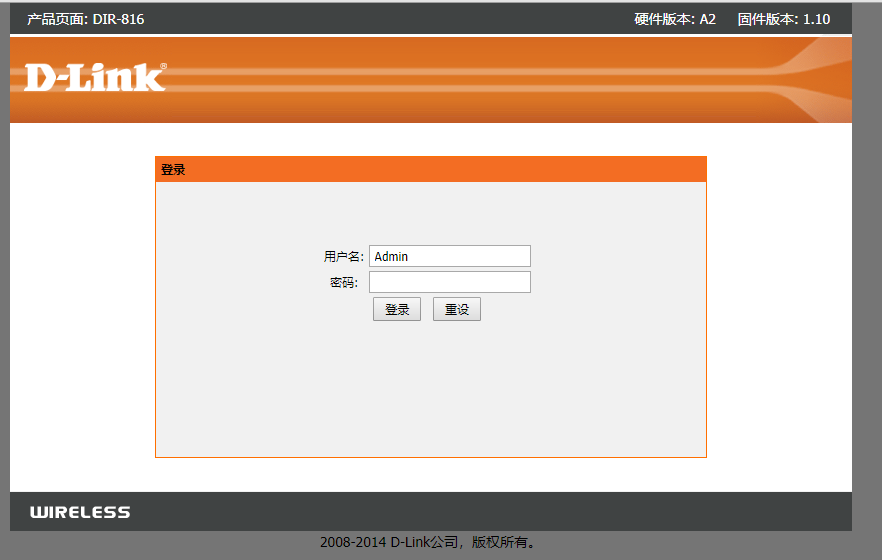 产品页面: DIR-816 硬件版本: A2 固件版本: 1.10
D-Link®
登录
用户名: Admin
密码:
登录 重设
WIRELESS
2008-2014 D-Link公司，版权所有。